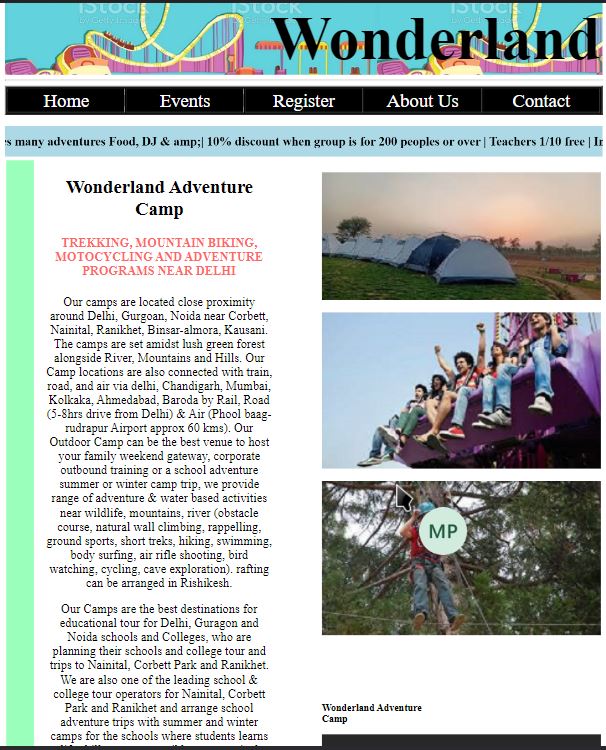 iStock
by Getty Im
iStock
by Getty Im
iStock
by Getty
Wonderland
Home Events Register About Us Contact
many adventures Food, DJ & amp;| 10% discount when group is for 200 peoples or over | Teachers 1/10 free |
Wonderland Adventure
Camp
TREKKING, MOUNTAIN BIKING,
MOTOCYCLING AND ADVENTURE
PROGRAMS NEAR DELHI
Our camps are located close proximity
around Delhi, Gurgoan, Noida near Corbett,
Nainital, Ranikhet, Binsar-almora, Kausani.
The camps are set amidst lush green forest
alongside River, Mountains and Hills. Our
Camp locations are also connected with train,
road, and air via delhi, Chandigarh, Mumbai,
Kolkaka, Ahmedabad, Baroda by Rail, Road
(5-8hrs drive from Delhi) & Air (Phool baag-
rudrapur Airport approx 60 kms). Our
Outdoor Camp can be the best venue to host
your family weekend gateway, corporate
outbound training or a school adventure
summer or winter camp trip, we provide
range of adventure & water based activities
near wildlife, mountains, river (obstacle
course, natural wall climbing, rappelling,
ground sports, short treks, hiking, swimming,
body surfing, air rifle shooting, bird
watching, cycling, cave exploration). rafting
can be arranged in Rishikesh.
Our Camps are the best destinations for
educational tour for Delhi, Guragon and
Noida schools and Colleges, who are
planning their schools and college tour and
trips to Nainital, Corbett Park and Ranikhet.
We are also one of the leading school &
college tour operators for Nainital, Corbett
Park and Ranikhet and arrange school
adventure trips with summer and winter
camps for the schools where students learns
MP
Wonderland Adventure
Camp